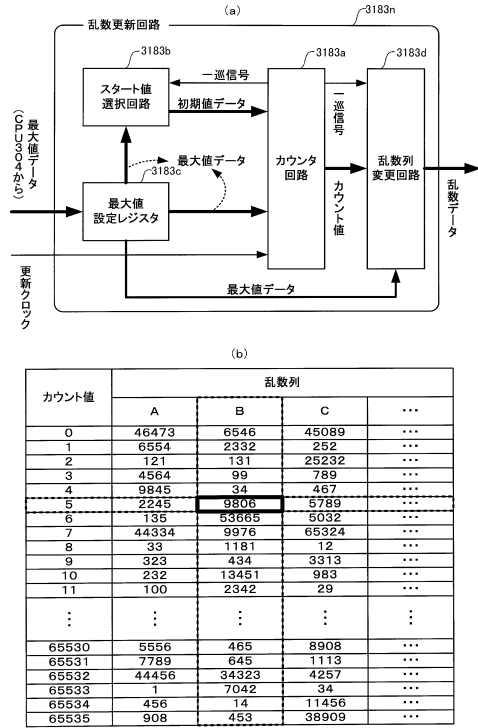 (a)
3183n
乱数更新回路
3183b
3183a
3183d
スタート値
選択回路
一巡信号
初期値データ
一巡信号
最大値データ
(CPU304から)
最大値データ
3183c
最大値
設定レジスタ
カウンタ
回路
カウント値
乱数列
変更回路
乱数データ
更新クロック
最大値データ
(b)
カウント値 乱数列
A B C …
0 46473 6546 45089 …
1 6554 2332 252 …
2 121 131 25232 …
3 4564 99 789 …
4 9845 34 467 …
5 2245 9806 5789 …
6 135 53665 5032 …
7 44334 9976 65324 …
8 33 1181 12 …
9 323 434 3313 …
10 232 13451 983 …
11 100 2342 29 …
⋮ ⋮ ⋮ ⋮ ⋮
65530 5556 465 8908 …
65531 7789 645 1113 …
65532 44456 34323 4257 …
65533 1 7042 34 …
65534 456 14 11456 …
65535 908 453 38909 …